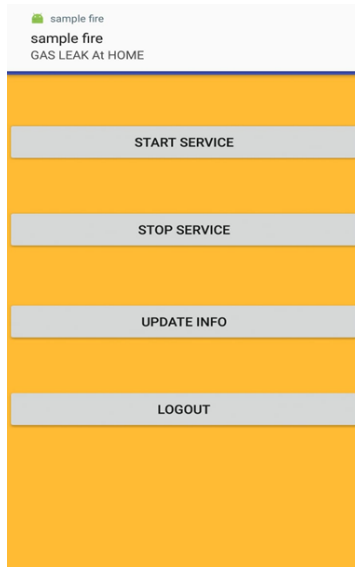 sample fire
sample fire
GAS LEAK At HOME
START SERVICE
STOP SERVICE
UPDATE INFO
LOGOUT